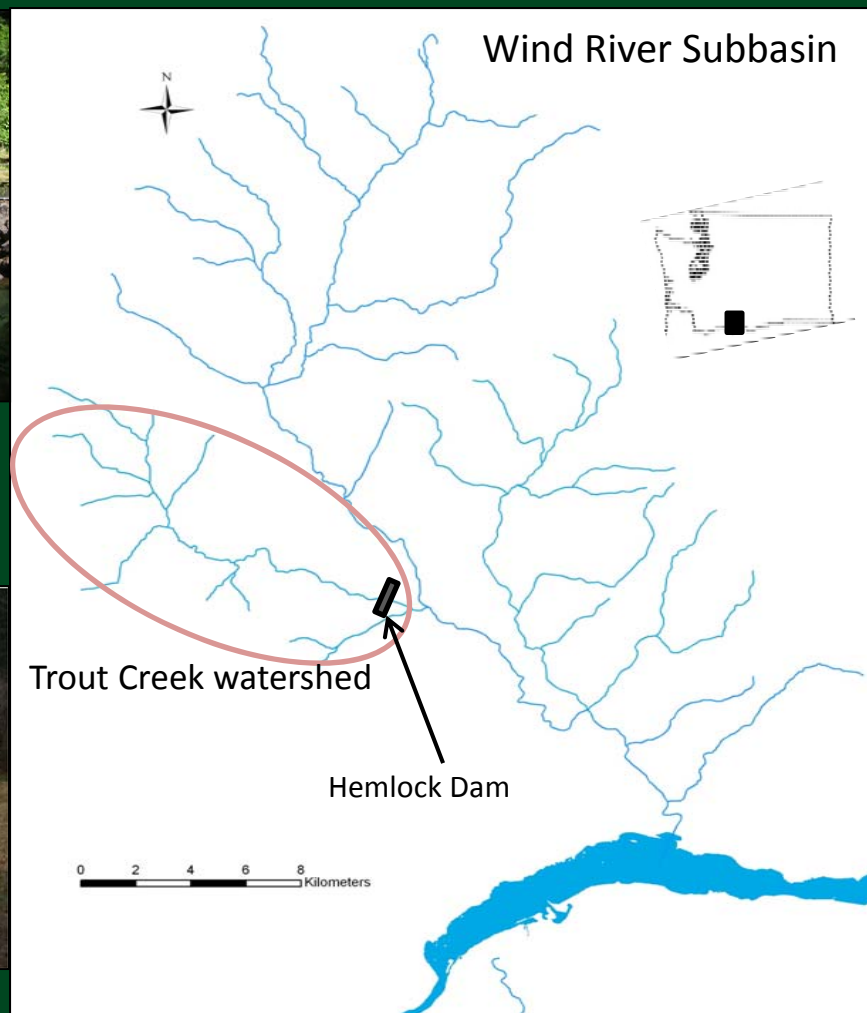 Wind River Subbasin
N
Trout Creek watershed
Hemlock Dam
0 2 4 6 8
Kilometers